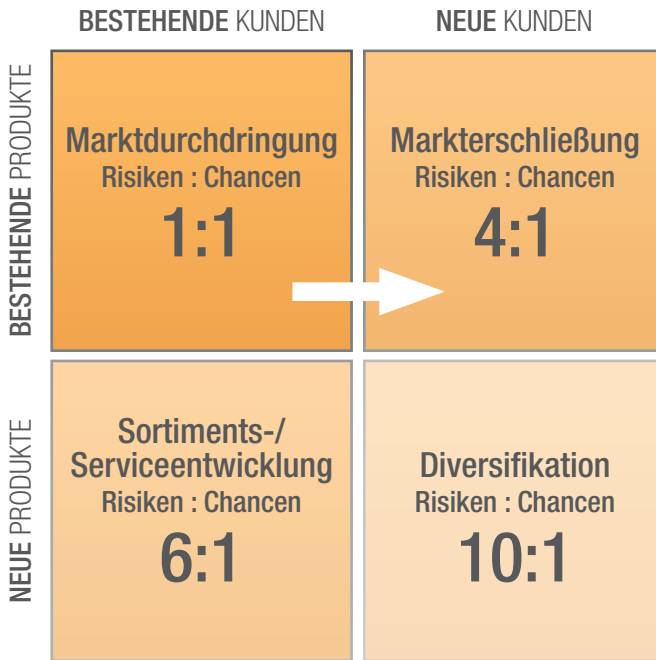 BESTEHENDE KUNDEN
NEUE KUNDEN
BESTEHENDE PRODUKTE
Marktdurchdringung
Risiken : Chancen
1:1
Markterschließung
Risiken : Chancen
4:1
NEUE PRODUKTE
Sortiments-/
Serviceentwicklung
Risiken : Chancen
6:1
Diversifikation
Risiken : Chancen
10:1